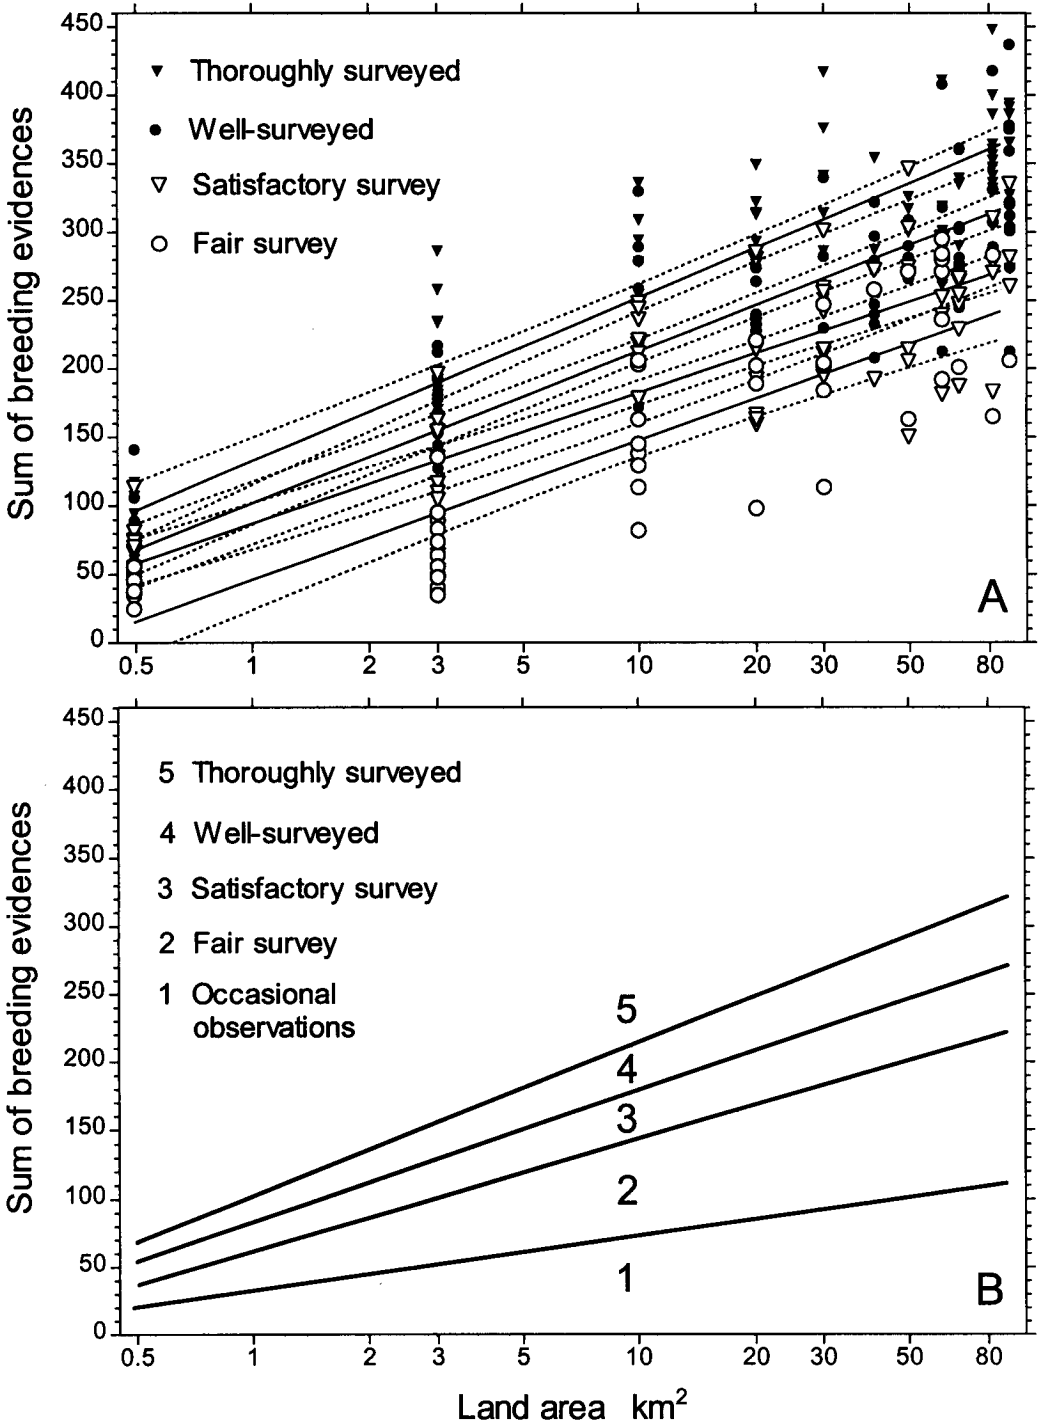 450
400
350
300
250
200
150
100
50
0
Sum of breeding evidences
Thoroughly surveyed
Well-surveyed
Satisfactory survey
Fair survey
A
0.5 1 2 3 5 10 20 30 50 80
450
400
350
300
250
200
150
100
50
0
Sum of breeding evidences
5 Thoroughly surveyed
4 Well-surveyed
3 Satisfactory survey
2 Fair survey
1 Occasional
observations
5
4
3
2
1
B
0.5 1 2 3 5 10 20 30 50 80
Land area km²